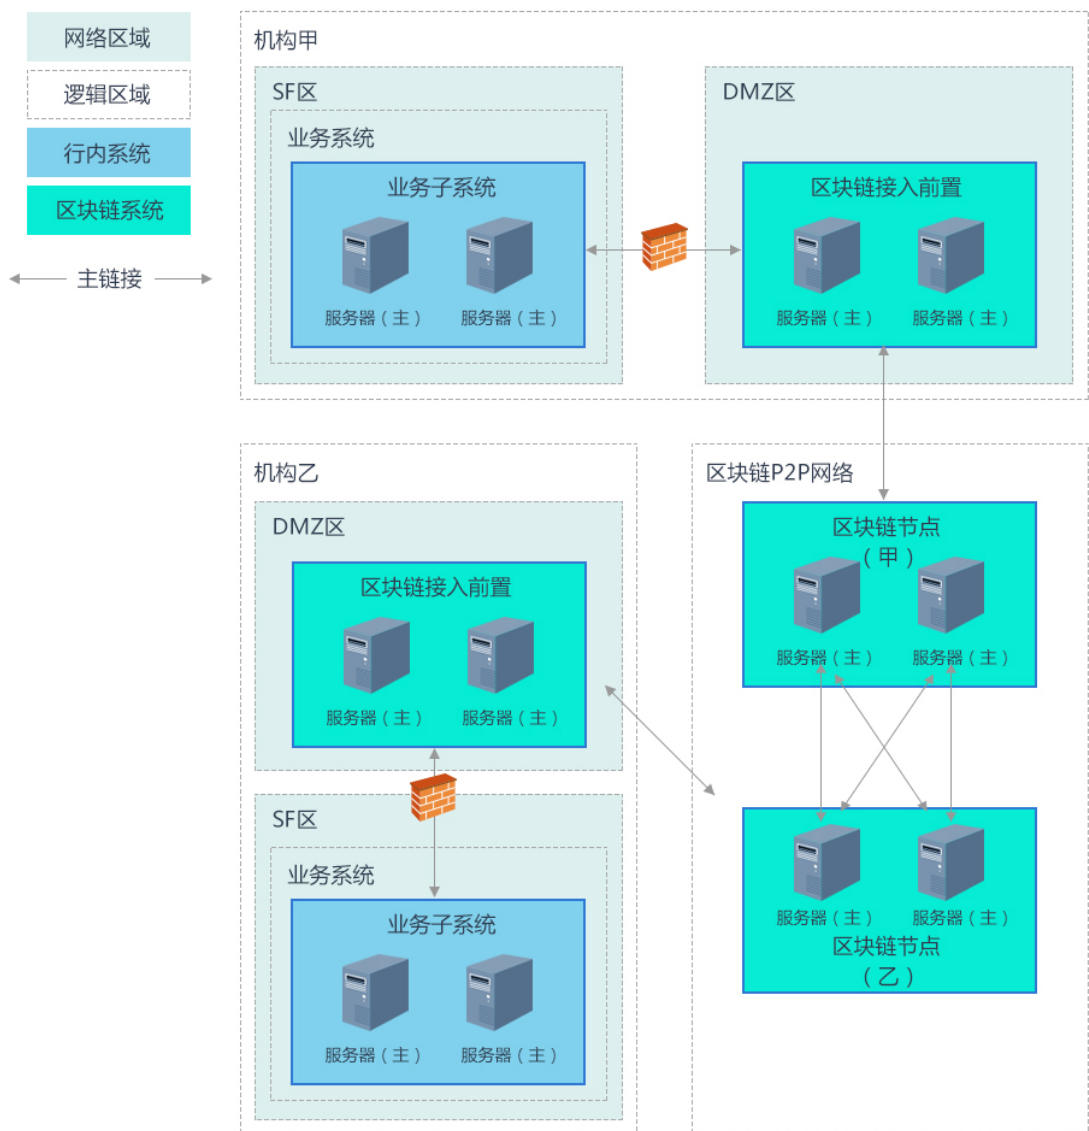 网络区域
逻辑区域
行内系统
区块链系统
主链接
机构甲
SF区
业务系统
业务子系统
服务器（主）
服务器（主）
DMZ区
区块链接入前置
服务器（主）
服务器（主）
机构乙
DMZ区
区块链接入前置
服务器（主）
服务器（主）
SF区
业务系统
业务子系统
服务器（主）
服务器（主）
区块链P2P网络
区块链节点
（甲）
服务器（主）
服务器（主）
服务器（主）
服务器（主）
区块链节点
（乙）